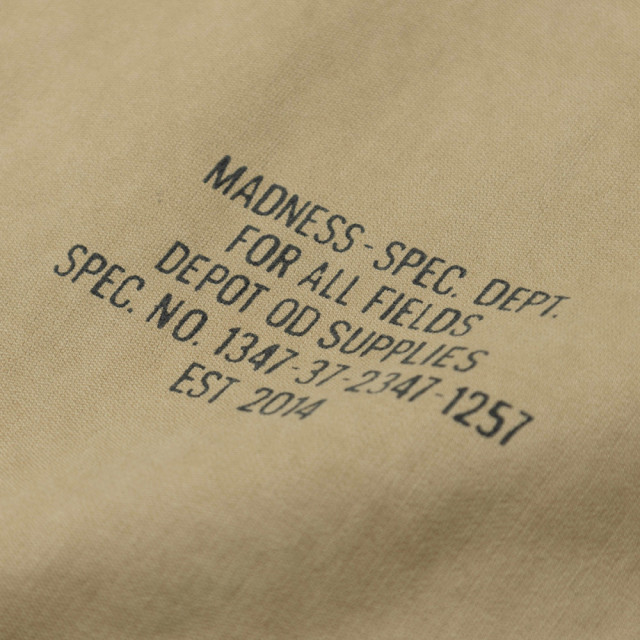 MADNESS-SPEC. DEPT.
FOR ALL FIELDS
DEPOT OD SUPPLIES
SPEC. NO. 1347-37-2347-1257
EST 2014